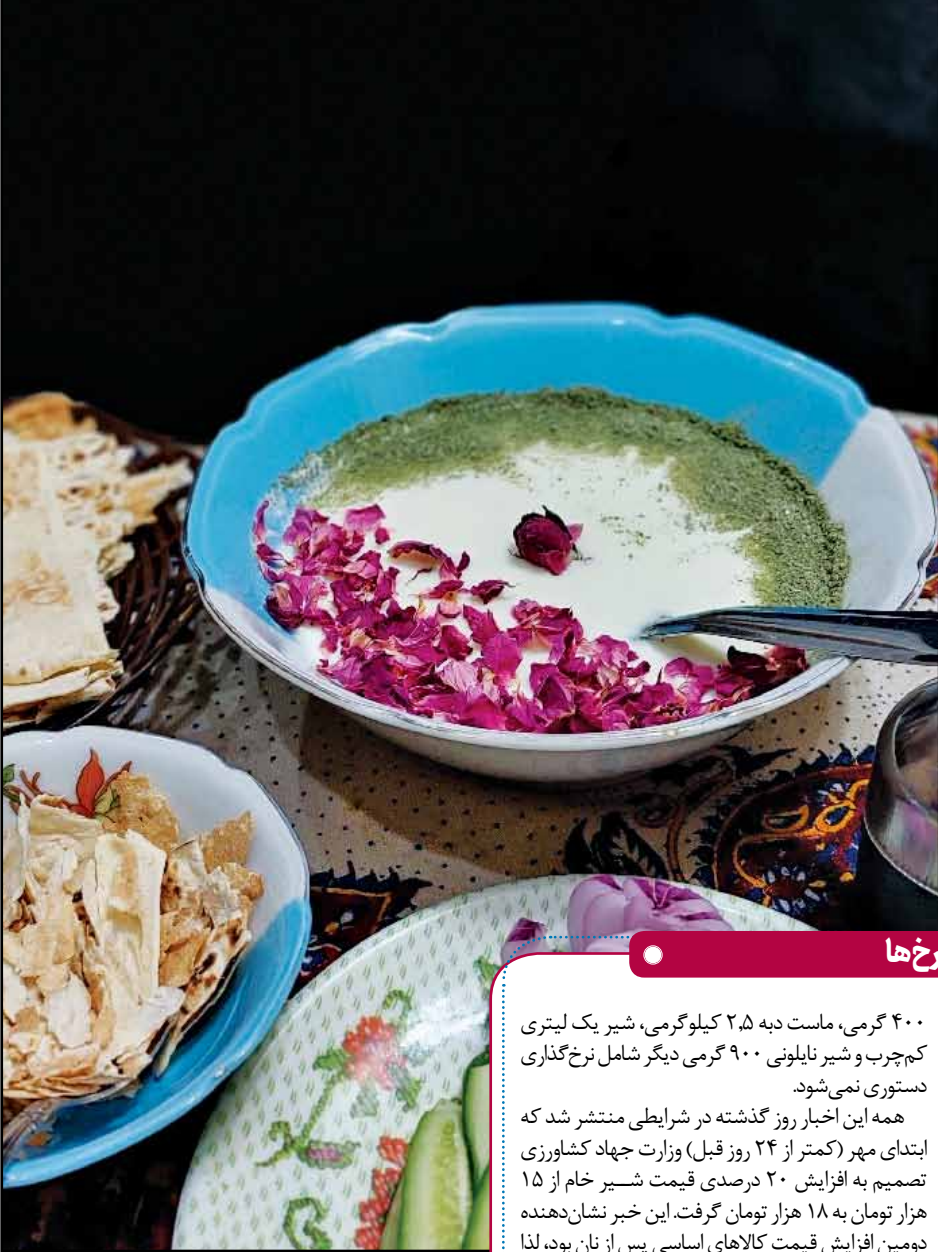 ۴۰۰ گرمی، ماست دبه ۲٫۵ کیلوگرمی، شیر یک لیتری
کم‌چرب و شیر نایلونی ۹۰۰ گرمی دیگر شامل نرخ‌گذاری
دستوری نمی‌شود.
همه این اخبار روز گذشته در شرایطی منتشر شد که
ابتدای مهر (کمتر از ۲۴ روز قبل) وزارت جهاد کشاورزی
تصمیم به افزایش ۲۰ درصدی قیمت شیر خام از ۱۵
هزار تومان به ۱۸ هزار تومان گرفت. این خبر نشان‌دهنده
دومین افزایش قیمت کالاهای اساسی پس از نان بود، لذا